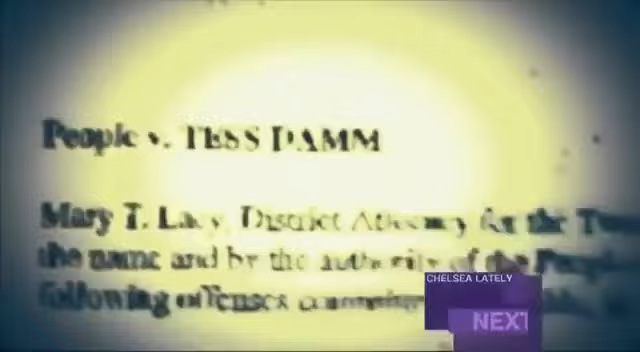 People v. TESS DAMM
Mary T. Lacy, District Attorney for the
the name and by the authority of the People
following offenses
CHELSEA LATELY
NEXT